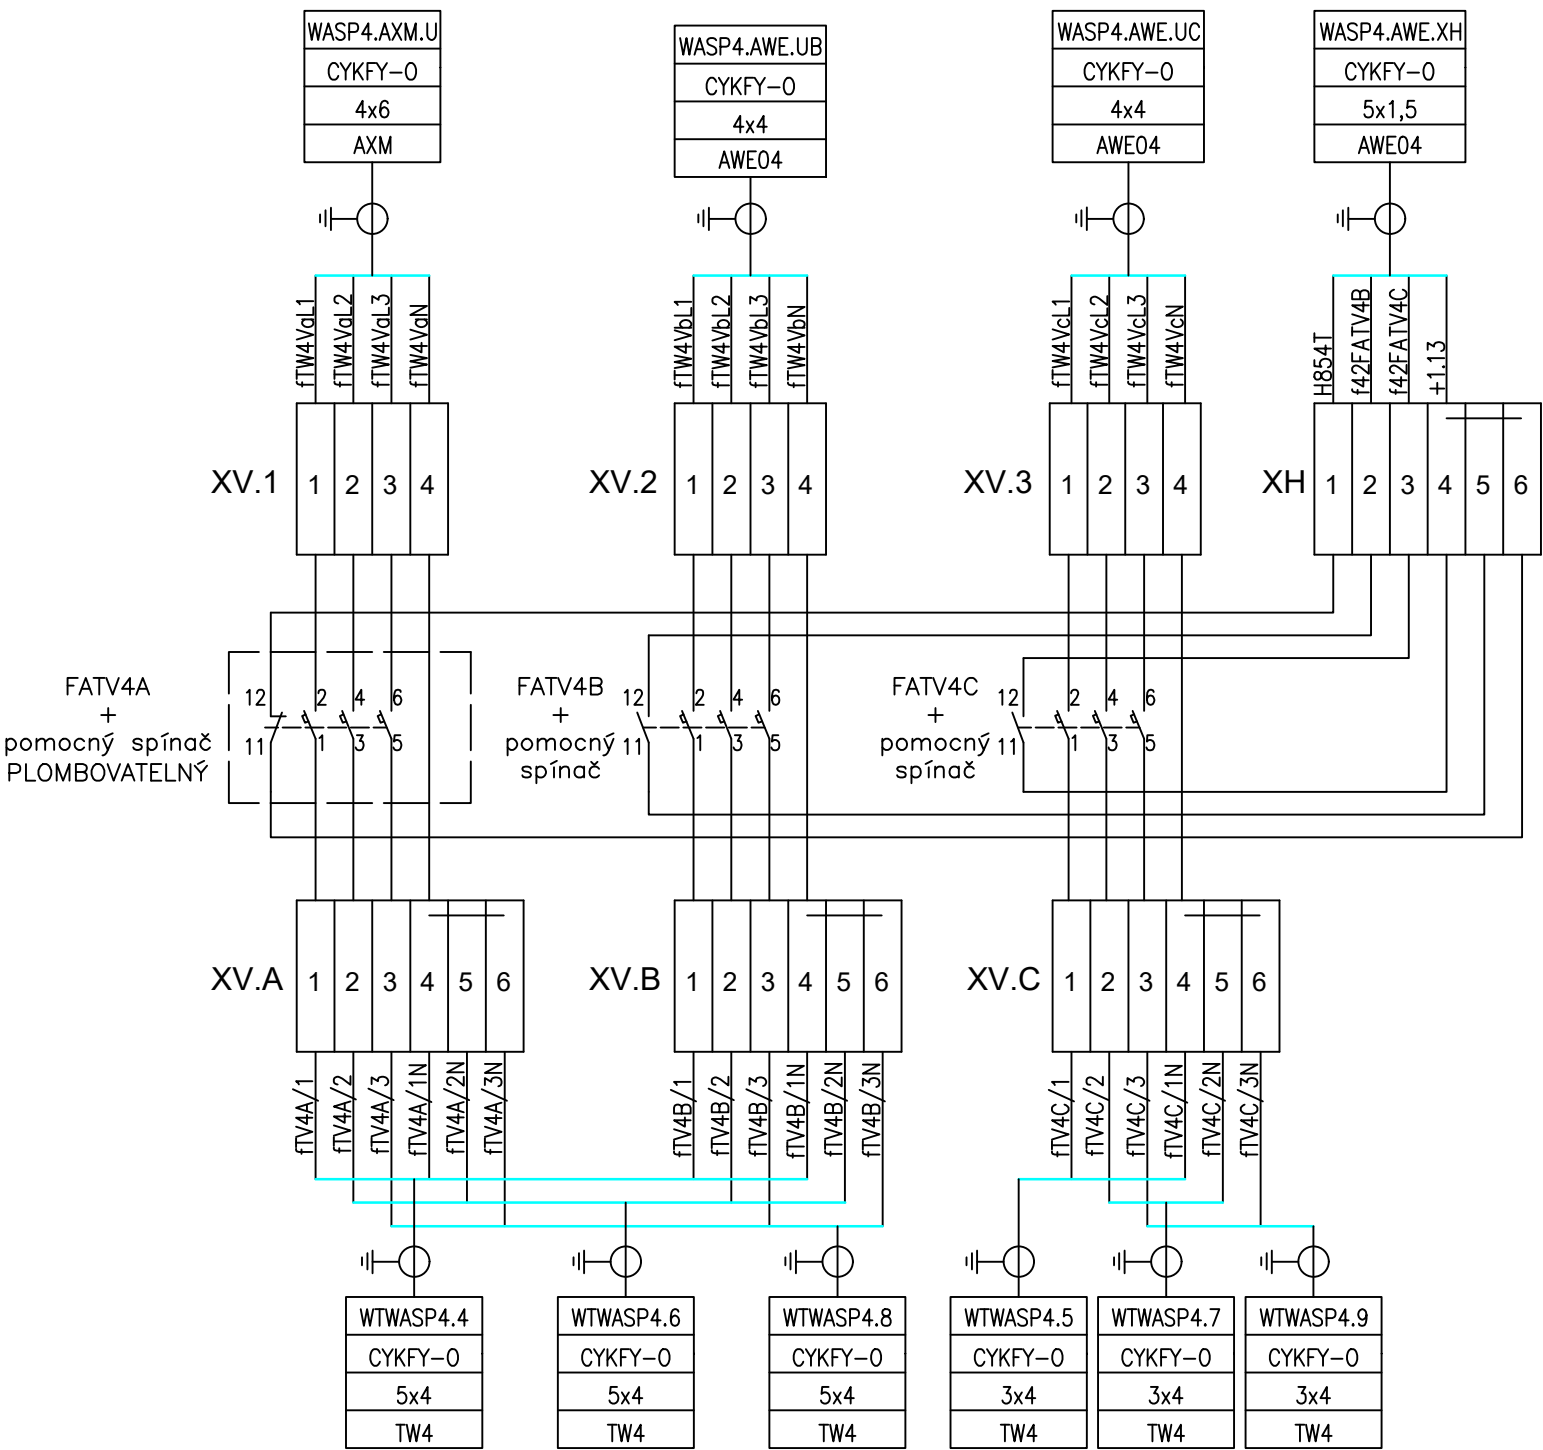 WASP4.AXM.U
CYKFY-O
4x6
AXM
WASP4.AWE.UB
CYKFY-O
4x4
AWE04
WASP4.AWE.UC
CYKFY-O
4x4
AWE04
WASP4.AWE.XH
CYKFY-O
5x1,5
AWE04
fTW4VaL1
fTW4VaL2
fTW4VaL3
fTW4VaN
fTW4VbL1
fTW4VbL2
fTW4VbL3
fTW4VbN
fTW4VcL1
fTW4VcL2
fTW4VcL3
fTW4VcN
H854T
f42FATV4B
f42FATV4C
+1.13
XV.1 1 2 3 4
XV.2 1 2 3 4
XV.3 1 2 3 4
XH 1 2 3 4 5 6
FATV4A
+
pomocný spínač
PLOMBOVATELNÝ
12 2 4 6
11 1 3 5
FATV4B
+
pomocný
spínač
12 2 4 6
11 1 3 5
FATV4C
+
pomocný
spínač
12 2 4 6
11 1 3 5
XV.A 1 2 3 4 5 6
XV.B 1 2 3 4 5 6
XV.C 1 2 3 4 5 6
fTV4A/1
fTV4A/2
fTV4A/3
fTV4A/1N
fTV4A/2N
fTV4A/3N
fTV4B/1
fTV4B/2
fTV4B/3
fTV4B/1N
fTV4B/2N
fTV4B/3N
fTV4C/1
fTV4C/2
fTV4C/3
fTV4C/1N
fTV4C/2N
fTV4C/3N
WTWASP4.4
CYKFY-O
5x4
TW4
WTWASP4.6
CYKFY-O
5x4
TW4
WTWASP4.8
CYKFY-O
5x4
TW4
WTWASP4.5
CYKFY-O
3x4
TW4
WTWASP4.7
CYKFY-O
3x4
TW4
WTWASP4.9
CYKFY-O
3x4
TW4